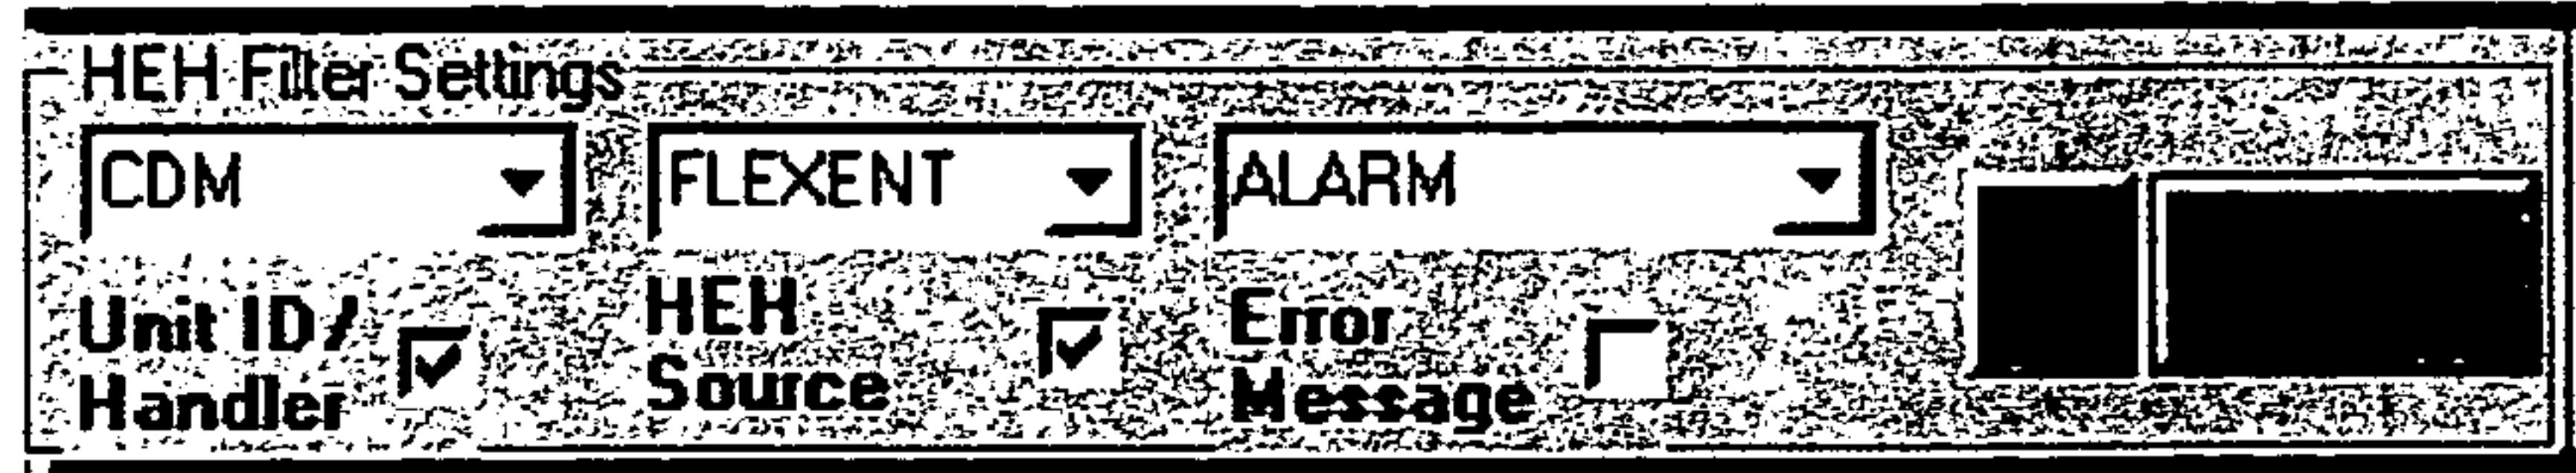 HEH Filter Settings
CDM FLEXENT ALARM
Unit ID/
Handler
HEH
Source
Error
Message